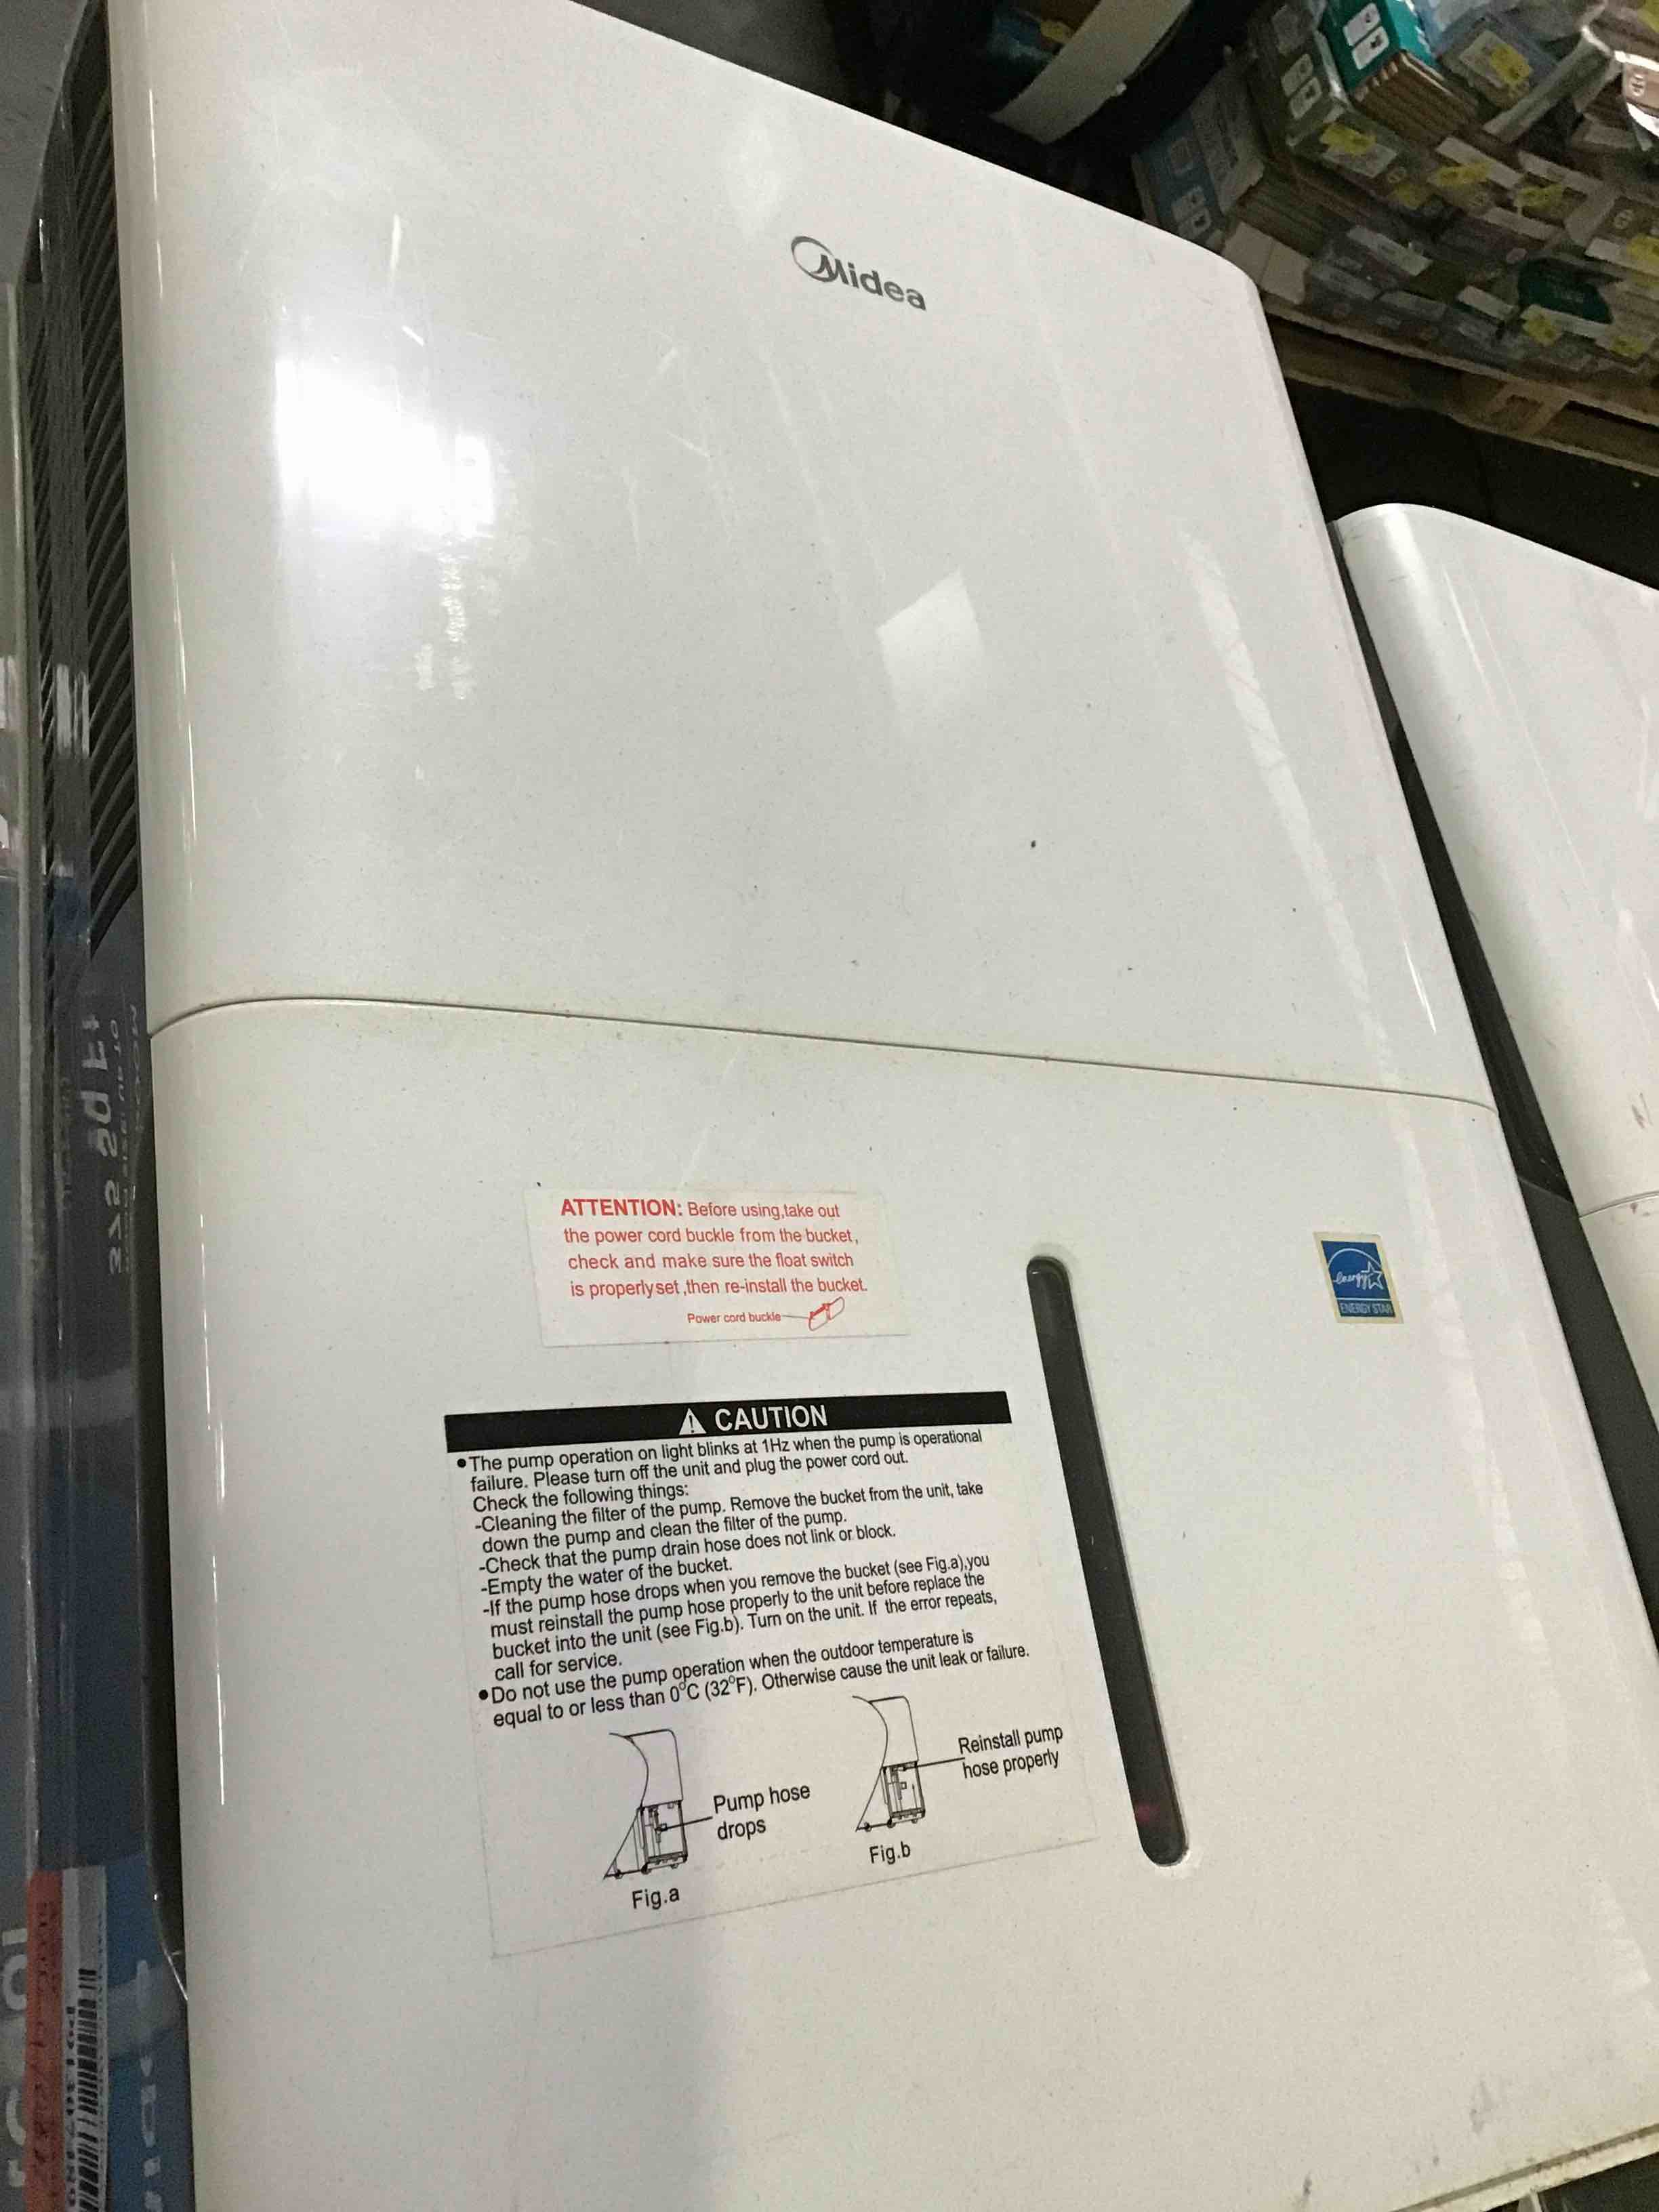 Midea
ATTENTION: Before using,take out
the power cord buckle from the bucket,
check and make sure the float switch
is properly set ,then re-install the bucket.
Power cord buckle
energy
ENERGY STAR
CAUTION
●The pump operation on light blinks at 1Hz when the pump is operational
failure. Please turn off the unit and plug the power cord out.
Check the following things:
-Cleaning the filter of the pump. Remove the bucket from the unit, take
down the pump and clean the filter of the pump.
-Check that the pump drain hose does not link or block.
-Empty the water of the bucket.
-If the pump hose drops when you remove the bucket (see Fig.a),you
must reinstall the pump hose properly to the unit before replace the
bucket into the unit (see Fig.b). Turn on the unit. If the error repeats,
call for service.
●Do not use the pump operation when the outdoor temperature is
equal to or less than 0°C (32°F). Otherwise cause the unit leak or failure.
Pump hose
drops
Fig.a
Reinstall pump
hose properly
Fig.b
375 SQ FT